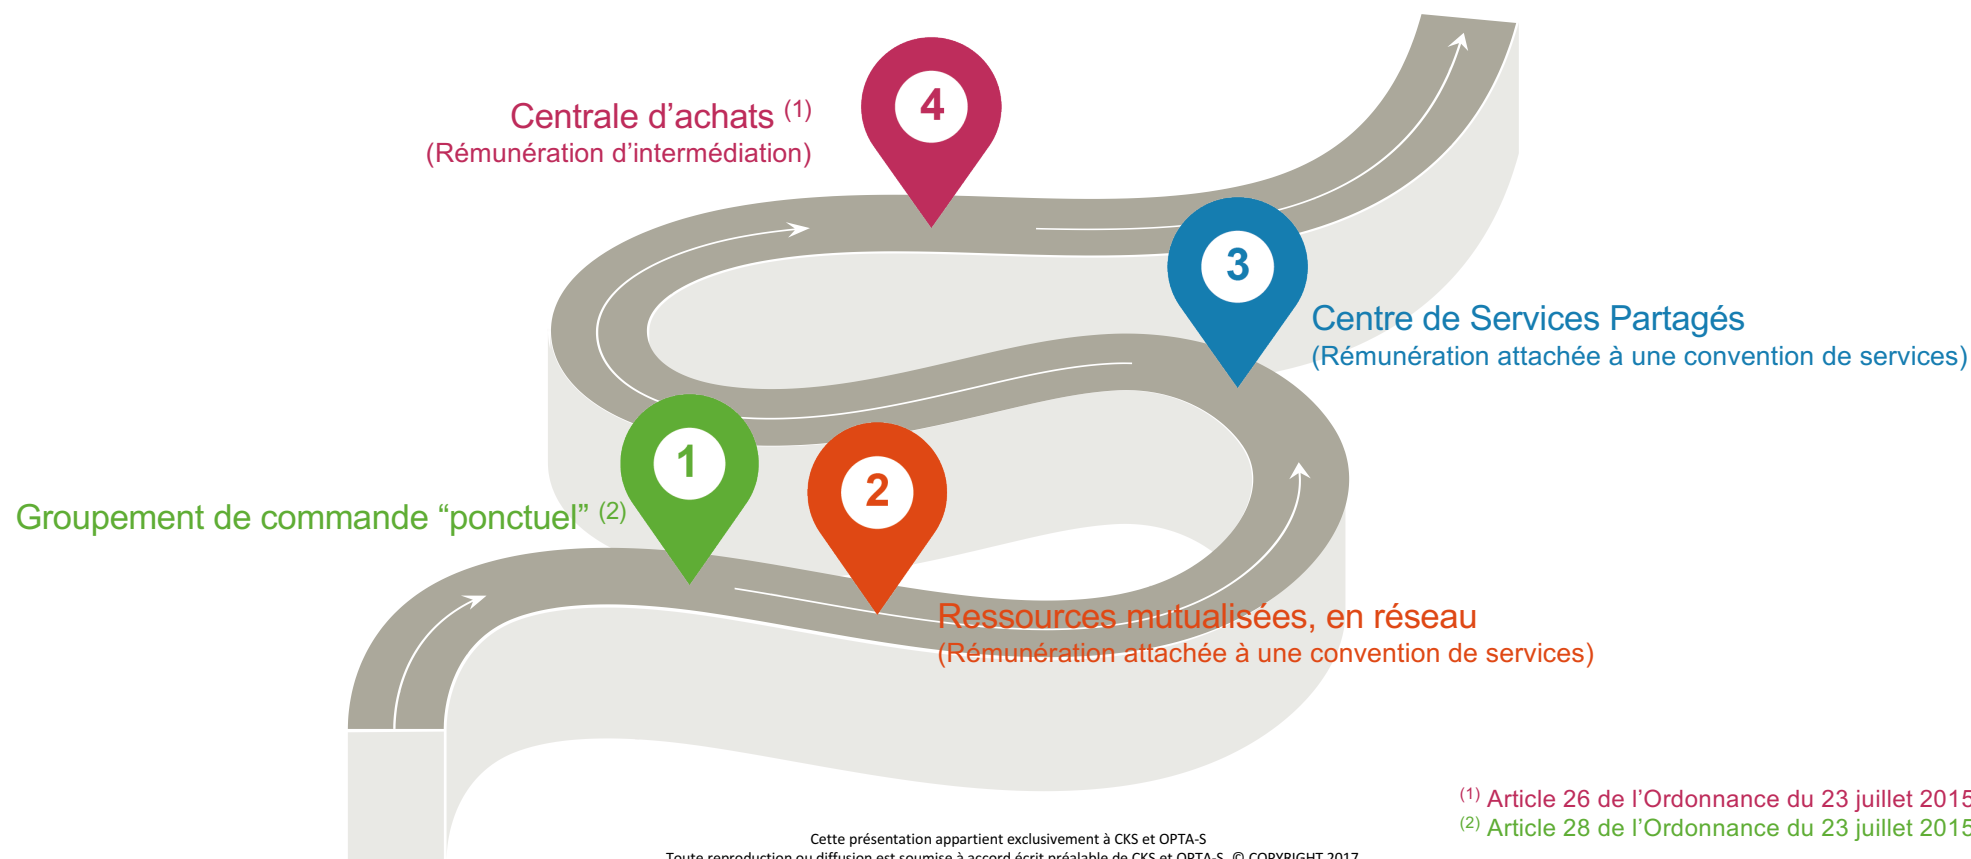 4
Centrale d’achats (1)
(Rémunération d’intermédiation)
3
Centre de Services Partagés
(Rémunération attachée à une convention de services)
1
2
Groupement de commande “ponctuel” (2)
Ressources mutualisées, en réseau
(Rémunération attachée à une convention de services)
(1) Article 26 de l’Ordonnance du 23 juillet 2015
(2) Article 28 de l’Ordonnance du 23 juillet 2015
Cette présentation appartient exclusivement à CKS et OPTA-S
Toute reproduction ou diffusion est soumise à accord écrit préalable de CKS et OPTA-S. © COPYRIGHT 2017